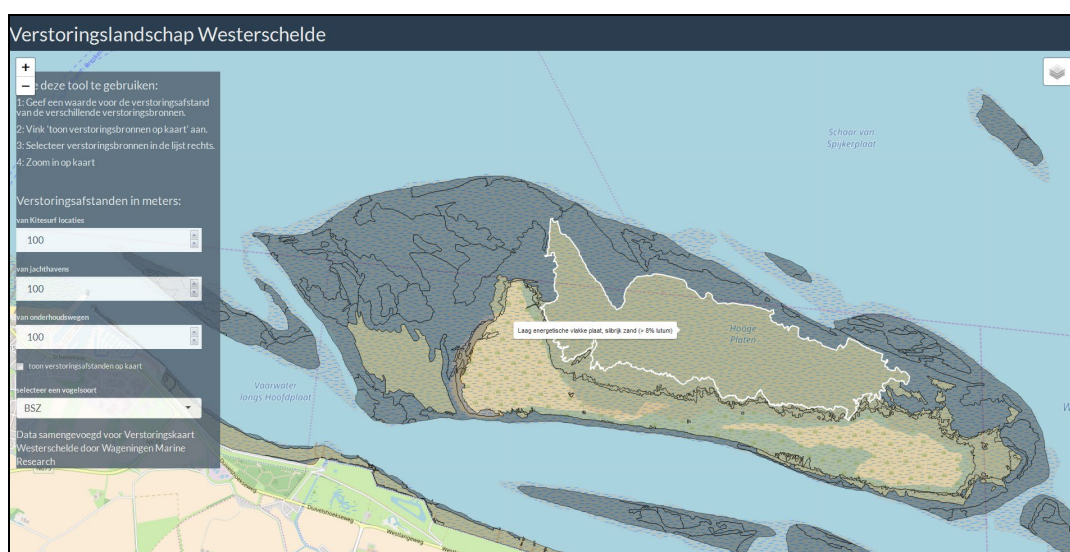 Verstoringslandschap Westerschelde
+
−
e deze tool te gebruiken:
1: Geef een waarde voor de verstoringsafstand
van de verschillende verstoringsbronnen.
2: Vink 'toon verstoringsbronnen op kaart' aan.
3: Selecteer verstoringsbronnen in de lijst rechts.
4: Zoom in op kaart
Verstoringsafstanden in meters:
van Kitesurf locaties
100
van jachthavens
100
van onderhoudswegen
100
toon verstoringsafstanden op kaart
selecteer een vogelsoort
BSZ
Data samengevoegd voor Verstoringskaart
Westerschelde door Wageningen Marine
Research
Schaar van
Spijkerplaat
Laag energetische vlakke plaat, slibrijk zand (> 8% lutum)
Hooge
Platen
Vaarwater
langs Hoofdplaat
W